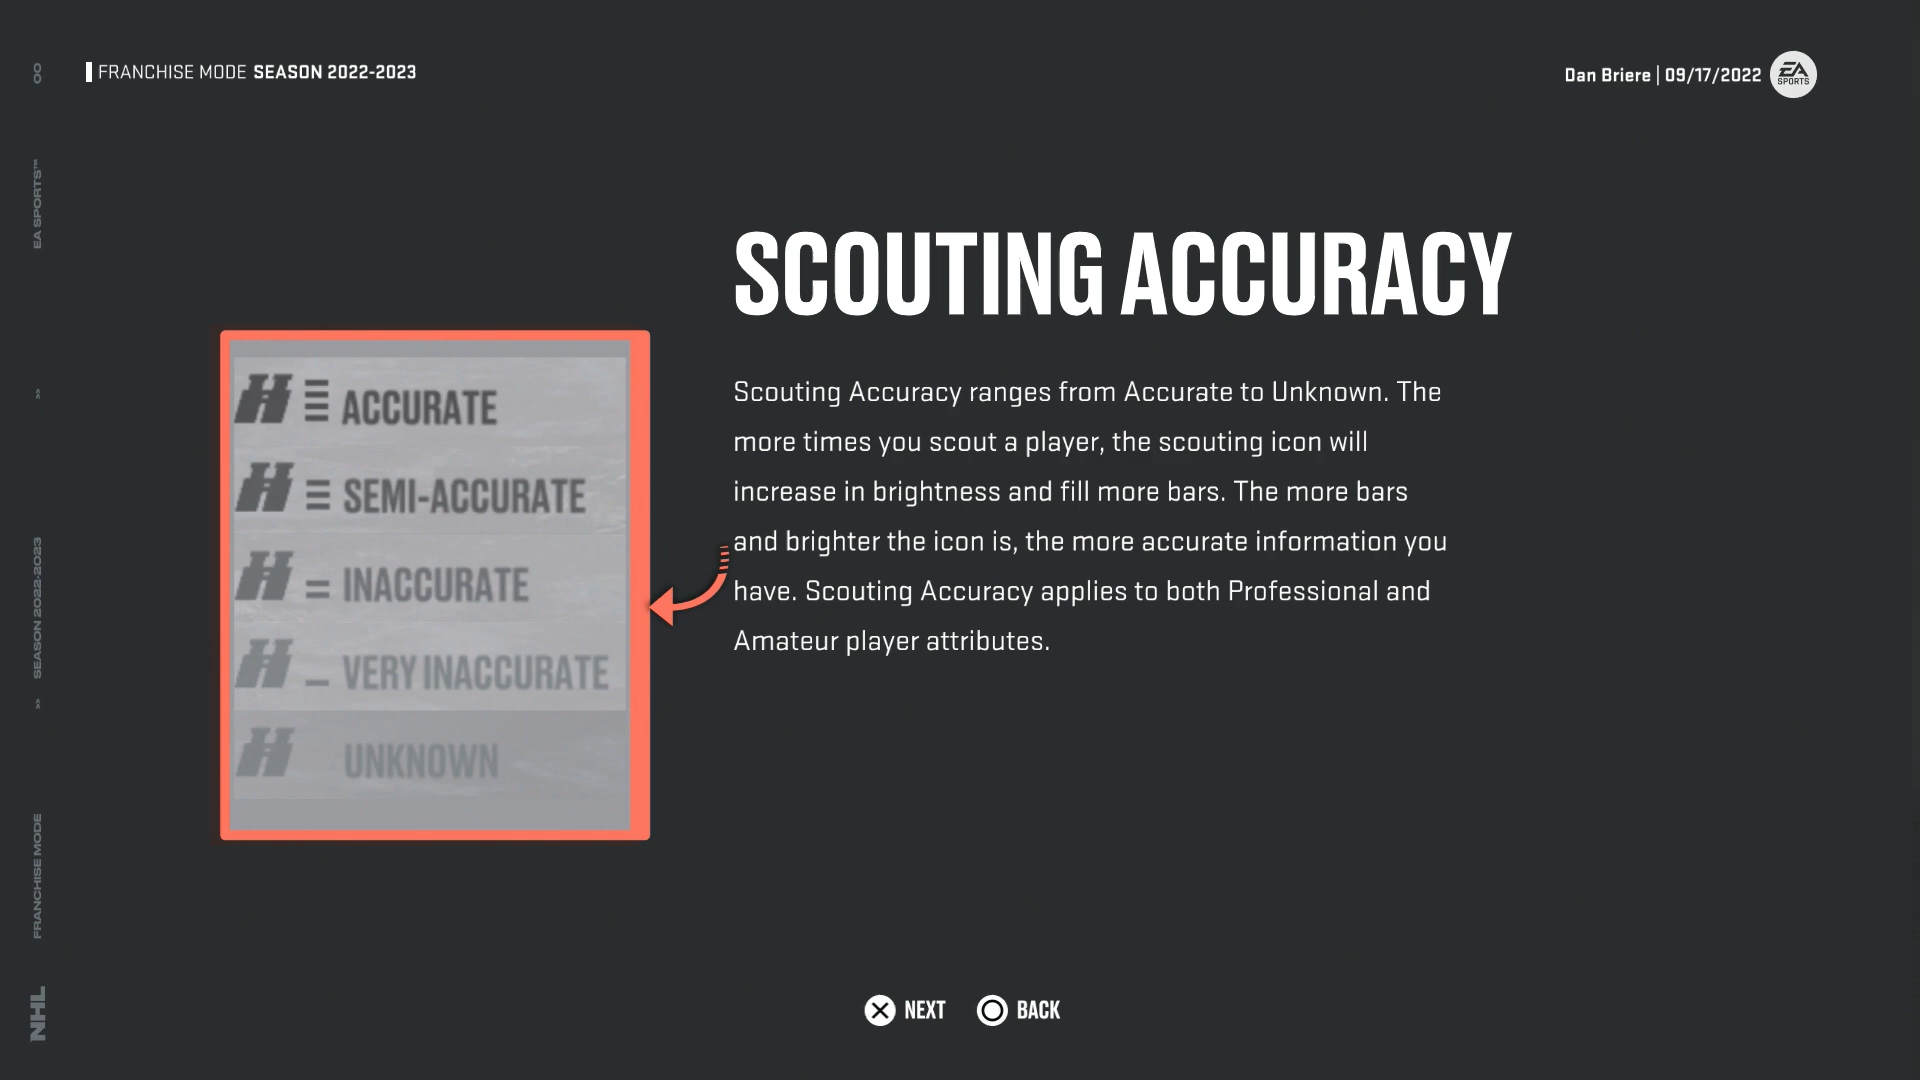 FRANCHISE MODE SEASON 2022-2023
Dan Briere | 09/17/2022
EA SPORTS
SCOUTING ACCURACY
Scouting Accuracy ranges from Accurate to Unknown. The
more times you scout a player, the scouting icon will
increase in brightness and fill more bars. The more bars
and brighter the icon is, the more accurate information you
have. Scouting Accuracy applies to both Professional and
Amateur player attributes.
ACCURATE
SEMI-ACCURATE
INACCURATE
VERY INACCURATE
UNKNOWN
NEXT
BACK
NHL
FRANCHISE MODE
>> SEASON 2022-2023
>>
EA SPORTS™
00